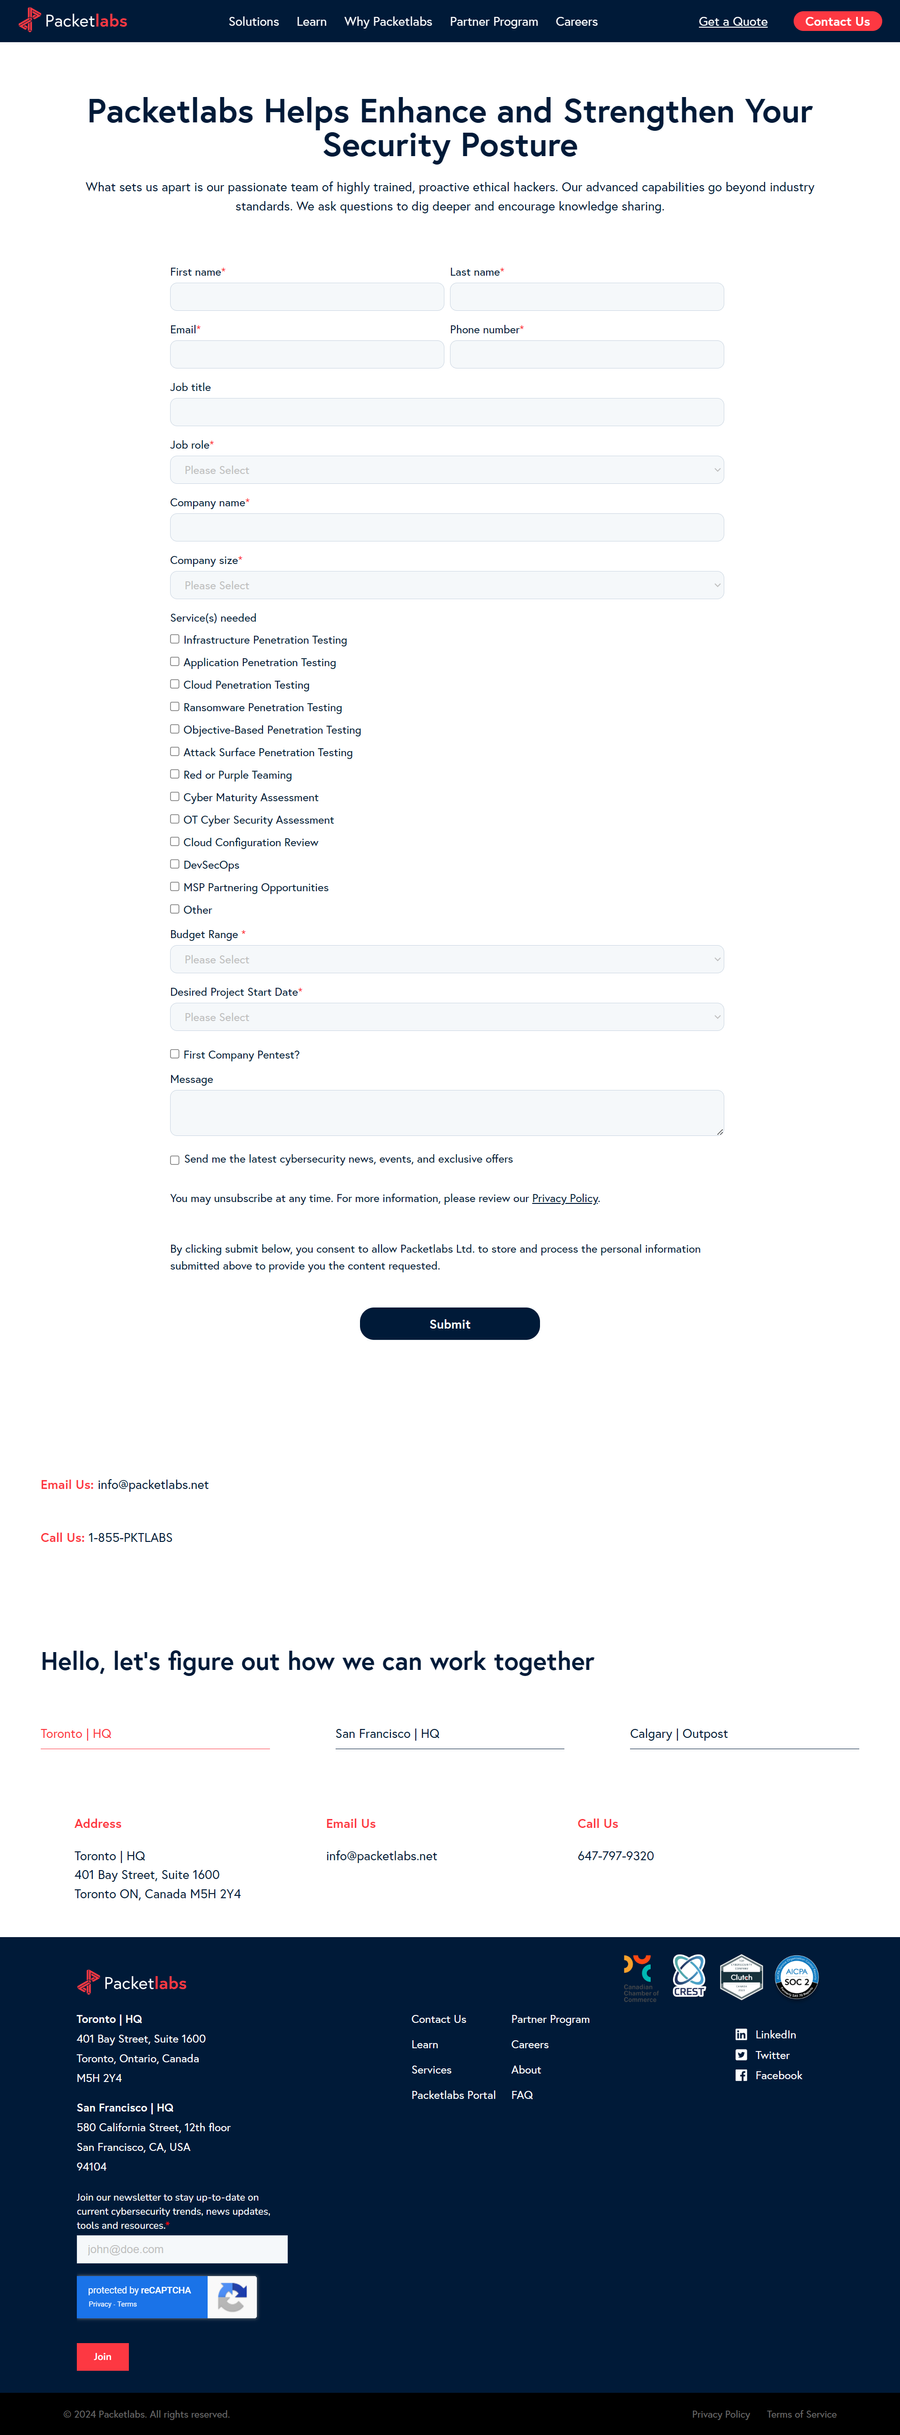 Packetlabs
Solutions
Learn
Why Packetlabs
Partner Program
Careers
Get a Quote
Contact Us
Packetlabs Helps Enhance and Strengthen Your
Security Posture
What sets us apart is our passionate team of highly trained, proactive ethical hackers. Our advanced capabilities go beyond industry
standards. We ask questions to dig deeper and encourage knowledge sharing.
First name*
Last name*
Email*
Phone number*
Job title
Job role*
Please Select
Company name*
Company size*
Please Select
Service(s) needed
Infrastructure Penetration Testing
Application Penetration Testing
Cloud Penetration Testing
Ransomware Penetration Testing
Objective-Based Penetration Testing
Attack Surface Penetration Testing
Red or Purple Teaming
Cyber Maturity Assessment
OT Cyber Security Assessment
Cloud Configuration Review
DevSecOps
MSP Partnering Opportunities
Other
Budget Range *
Please Select
Desired Project Start Date*
Please Select
First Company Pentest?
Message
Send me the latest cybersecurity news, events, and exclusive offers
You may unsubscribe at any time. For more information, please review our Privacy Policy.
By clicking submit below, you consent to allow Packetlabs Ltd. to store and process the personal information
submitted above to provide you the content requested.
Submit
Email Us: info@packetlabs.net
Call Us: 1-855-PKTLABS
Hello, let's figure out how we can work together
Toronto | HQ
San Francisco | HQ
Calgary | Outpost
Address
Toronto | HQ
401 Bay Street, Suite 1600
Toronto ON, Canada M5H 2Y4
Email Us
info@packetlabs.net
Call Us
647-797-9320
Packetlabs
Toronto | HQ
401 Bay Street, Suite 1600
Toronto, Ontario, Canada
M5H 2Y4
San Francisco | HQ
580 California Street, 12th floor
San Francisco, CA, USA
94104
Join our newsletter to stay up-to-date on
current cybersecurity trends, news updates,
tools and resources.*
john@doe.com
protected by reCAPTCHA
Privacy - Terms
Join
Contact Us
Learn
Services
Packetlabs Portal
Partner Program
Careers
About
FAQ
Canadian
Chamber of
Commerce
CREST
Clutch
AICPA
SOC 2
LinkedIn
Twitter
Facebook
© 2024 Packetlabs. All rights reserved.
Privacy Policy
Terms of Service